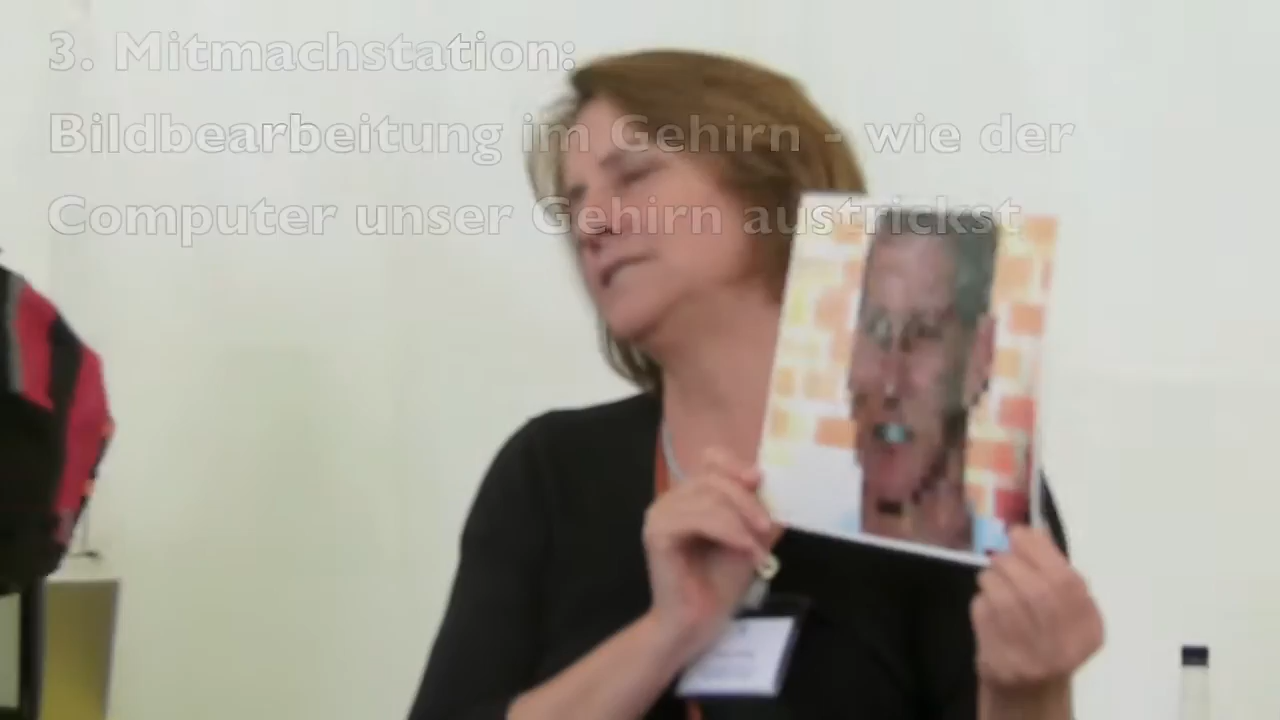 3. Mitmachstation:
Bildbearbeitung im Gehirn - wie der
Computer unser Gehirn austrickst